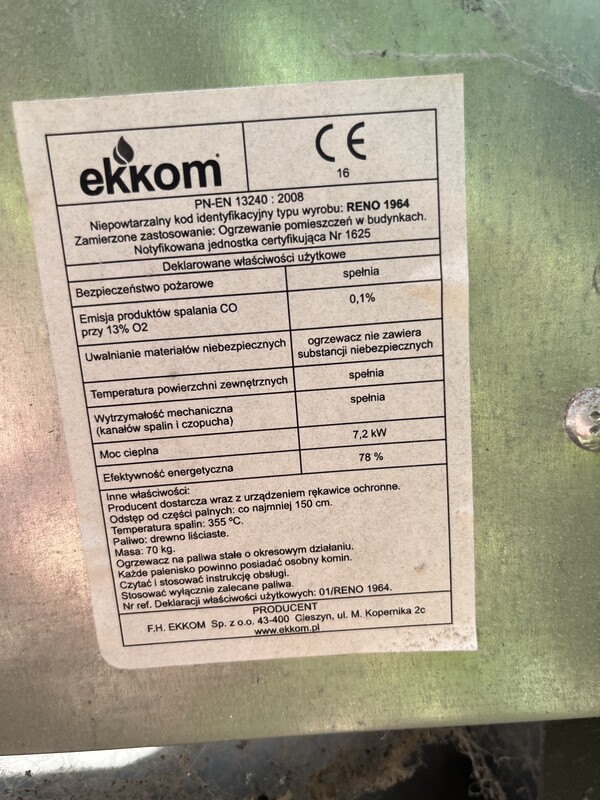 ekkom
CE
16
PN-EN 13240 : 2008
Niepowtarzalny kod identyfikacyjny typu wyrobu: RENO 1964
Zamierzone zastosowanie: Ogrzewanie pomieszczeń w budynkach.
Notyfikowana jednostka certyfikująca Nr 1625
Deklarowane właściwości użytkowe
Bezpieczeństwo pożarowe
spełnia
Emisja produktów spalania CO
przy 13% O2
0,1%
Uwalnianie materiałów niebezpiecznych
ogrzewacz nie zawiera
substancji niebezpiecznych
Temperatura powierzchni zewnętrznych
spełnia
Wytrzymałość mechaniczna
(kanałów spalin i czopucha)
spełnia
Moc cieplna
7,2 kW
Efektywność energetyczna
78 %
Inne właściwości:
Producent dostarcza wraz z urządzeniem rękawice ochronne.
Odstęp od części palnych: co najmniej 150 cm.
Temperatura spalin: 355 ºC.
Paliwo: drewno liściaste.
Masa: 70 kg.
Ogrzewacz na paliwa stałe o okresowym działaniu.
Każde palenisko powinno posiadać osobny komin.
Czytać i stosować instrukcję obsługi.
Stosować wyłącznie zalecane paliwa.
Nr ref. Deklaracji właściwości użytkowych: 01/RENO 1964.
PRODUCENT
F.H. EKKOM Sp. z o.o. 43-400 Cieszyn, ul. M. Kopernika 2c
www.ekkom.pl